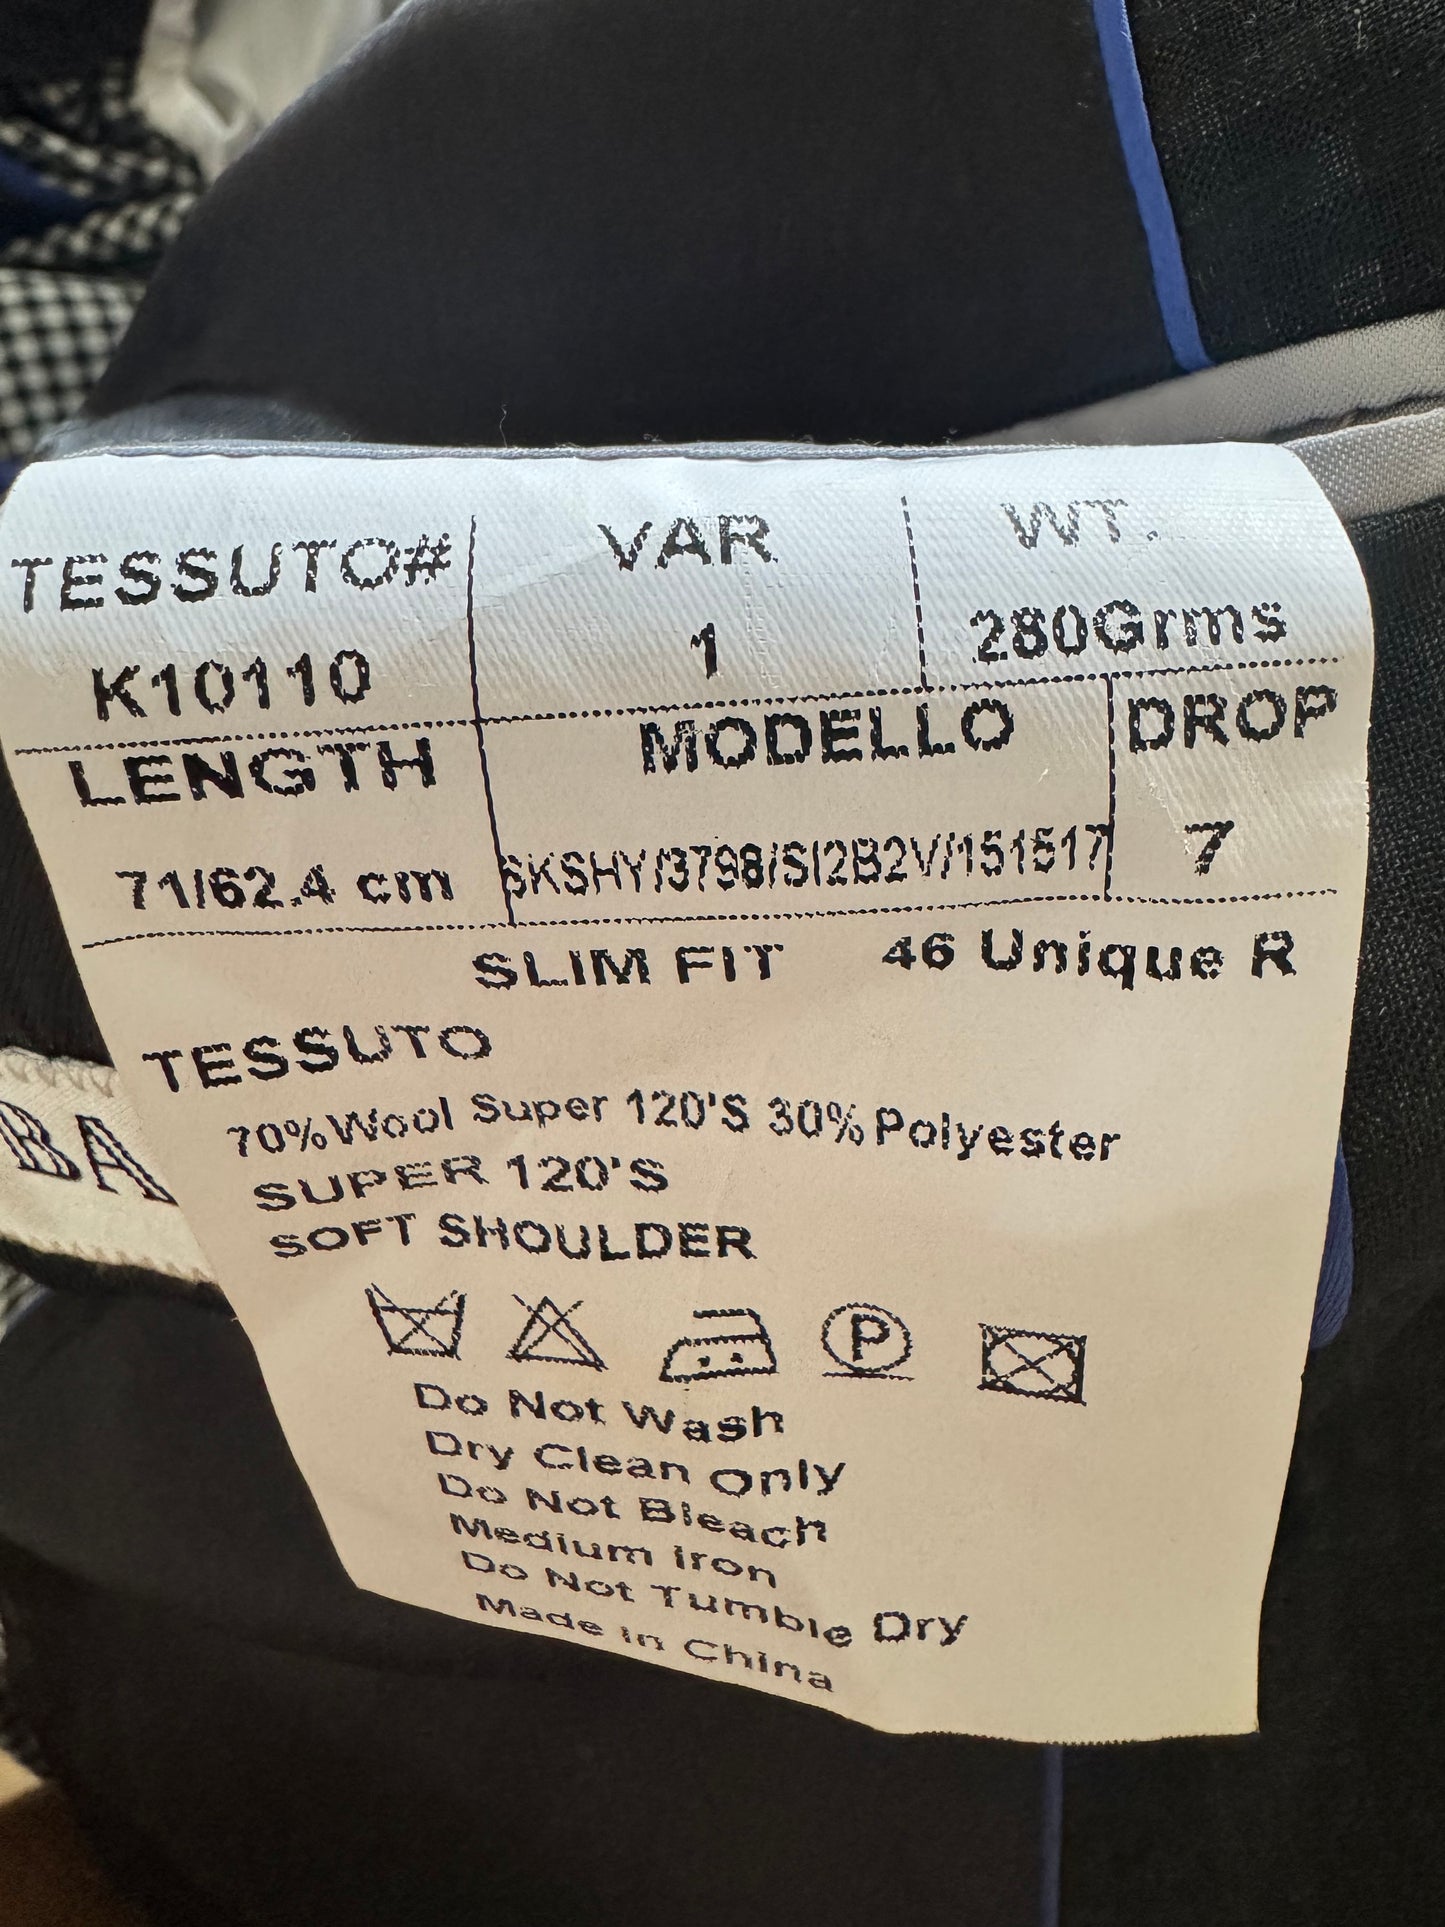 TESSUTO# VAR WT.
K10110 1 280Grms
LENGTH MODELLO DROP
71/62.4 cm SKSHY/3798/S/2B2V/151517 7
SLIM FIT 46 Unique R
TESSUTO
70%Wool Super 120'S 30%Polyester
SUPER 120'S
SOFT SHOULDER
P
Do Not Wash
Dry Clean Only
Do Not Bleach
Medium Iron
Do Not Tumble Dry
Made in China
BA